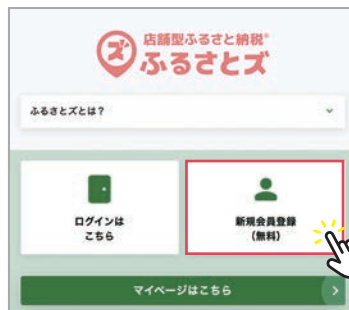 店舗型ふるさと納税®
ふるさとズ
ふるさとズとは?
ログインは
こちら
新規会員登録
(無料)
マイページはこちら